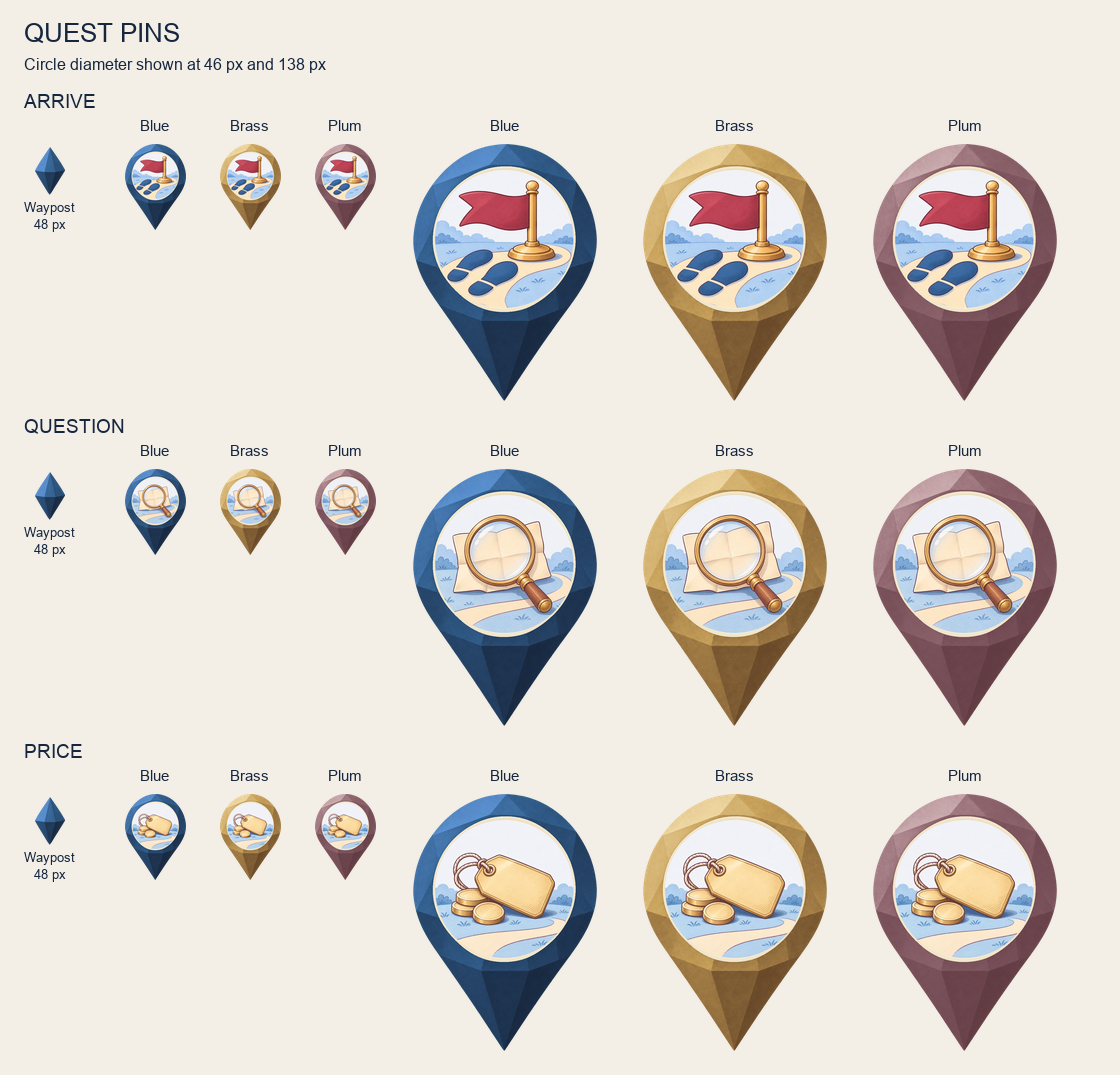 QUEST PINS
Circle diameter shown at 46 px and 138 px
ARRIVE
Blue Brass Plum Blue Brass Plum
Waypost
48 px
QUESTION
Blue Brass Plum Blue Brass Plum
Waypost
48 px
PRICE
Blue Brass Plum Blue Brass Plum
Waypost
48 px